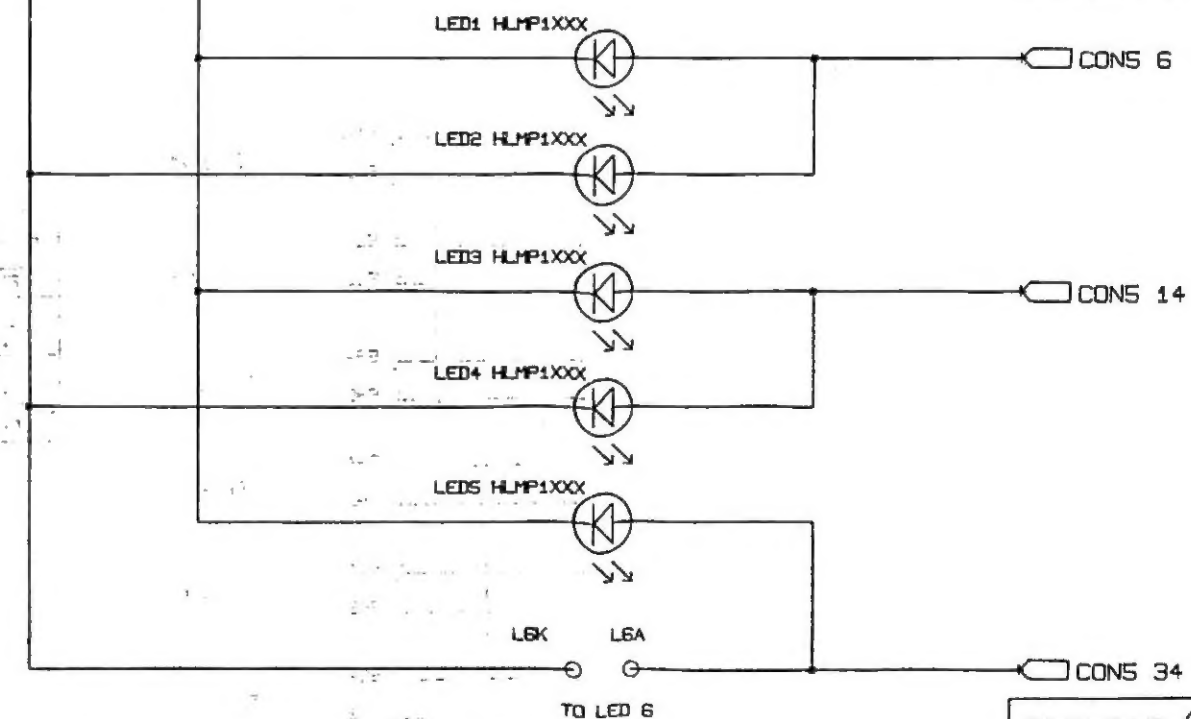 LED1 HLMP1XXX
CON5 6
LED2 HLMP1XXX
LED3 HLMP1XXX
CON5 14
LED4 HLMP1XXX
LED5 HLMP1XXX
L6K L6A
CON5 34
TO LED 6